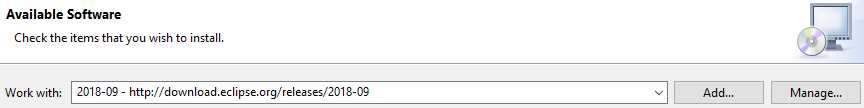 Available Software
Check the items that you wish to install.
Work with: 2018-09 - http://download.eclipse.org/releases/2018-09 Add... Manage...